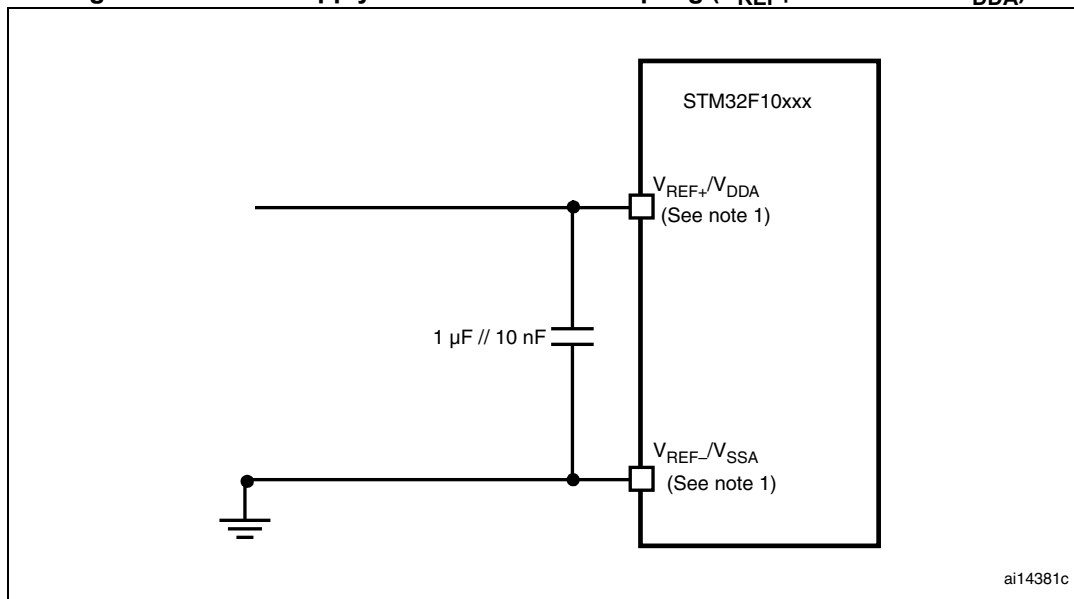 STM32F10xxx
VREF+/VDDA
(See note 1)
1 µF // 10 nF
VREF–/VSSA
(See note 1)
ai14381c